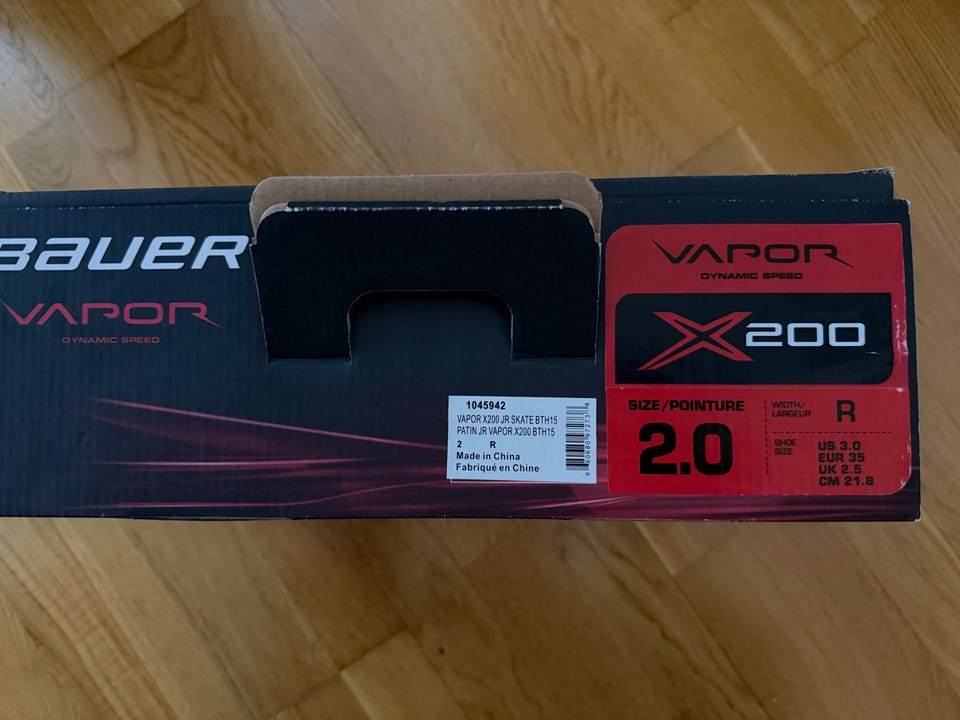 BAUER
VAPOR
DYNAMIC SPEED
1045942
VAPOR X200 JR SKATE BTH15
PATIN JR VAPOR X200 BTH15
2 R
Made in China
Fabriqué en Chine
VAPOR
DYNAMIC SPEED
X200
SIZE/POINTURE
2.0
WIDTH/
LARGEUR
R
SHOE
SIZE
US 3.0
EUR 35
UK 2.5
CM 21.8